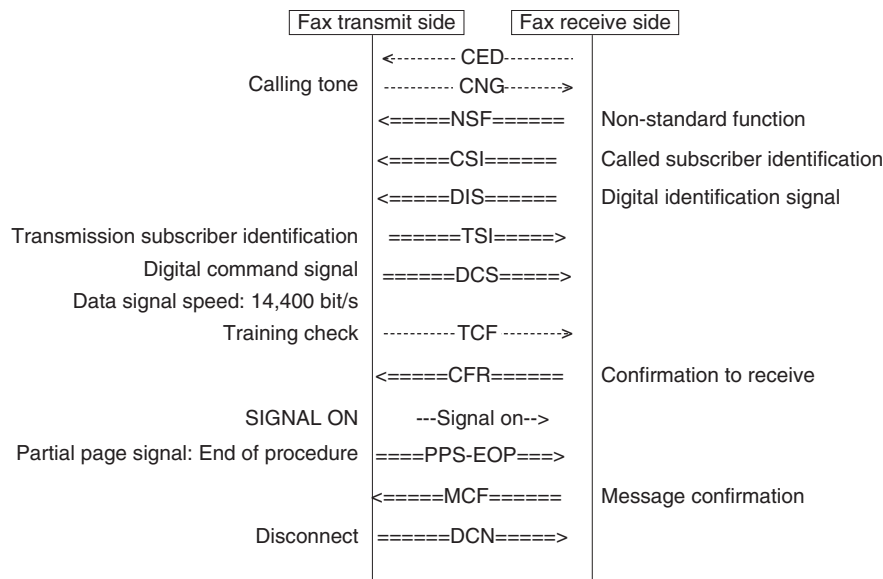 Fax transmit side Fax receive side
<--------- CED---------
Calling tone --------- CNG-------->
<=====NSF====== Non-standard function
<=====CSI====== Called subscriber identification
<=====DIS====== Digital identification signal
Transmission subscriber identification ======TSI=====>
Digital command signal ======DCS=====>
Data signal speed: 14,400 bit/s
Training check --------- TCF -------->
<=====CFR====== Confirmation to receive
SIGNAL ON ---Signal on-->
Partial page signal: End of procedure ====PPS-EOP===>
<=====MCF====== Message confirmation
Disconnect ======DCN=====>